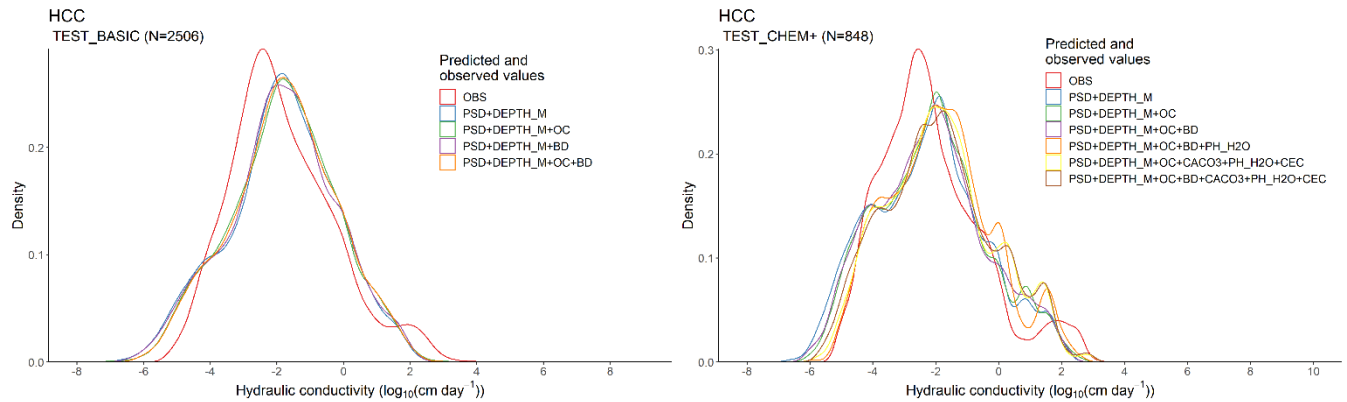 HCC
TEST_BASIC (N=2506)
Predicted and
observed values
OBS
PSD+DEPTH_M
PSD+DEPTH_M+OC
PSD+DEPTH_M+BD
PSD+DEPTH_M+OC+BD
Density
0.2
0.1
0.0
-8 -6 -4 -2 0 2 4 6 8
Hydraulic conductivity (log₁₀(cm day⁻¹))
HCC
TEST_CHEM+ (N=848)
Predicted and
observed values
OBS
PSD+DEPTH_M
PSD+DEPTH_M+OC
PSD+DEPTH_M+OC+BD
PSD+DEPTH_M+OC+BD+PH_H2O
PSD+DEPTH_M+OC+CACO3+PH_H2O+CEC
PSD+DEPTH_M+OC+BD+CACO3+PH_H2O+CEC
Density
0.3
0.2
0.1
0.0
-8 -6 -4 -2 0 2 4 6 8 10
Hydraulic conductivity (log₁₀(cm day⁻¹))